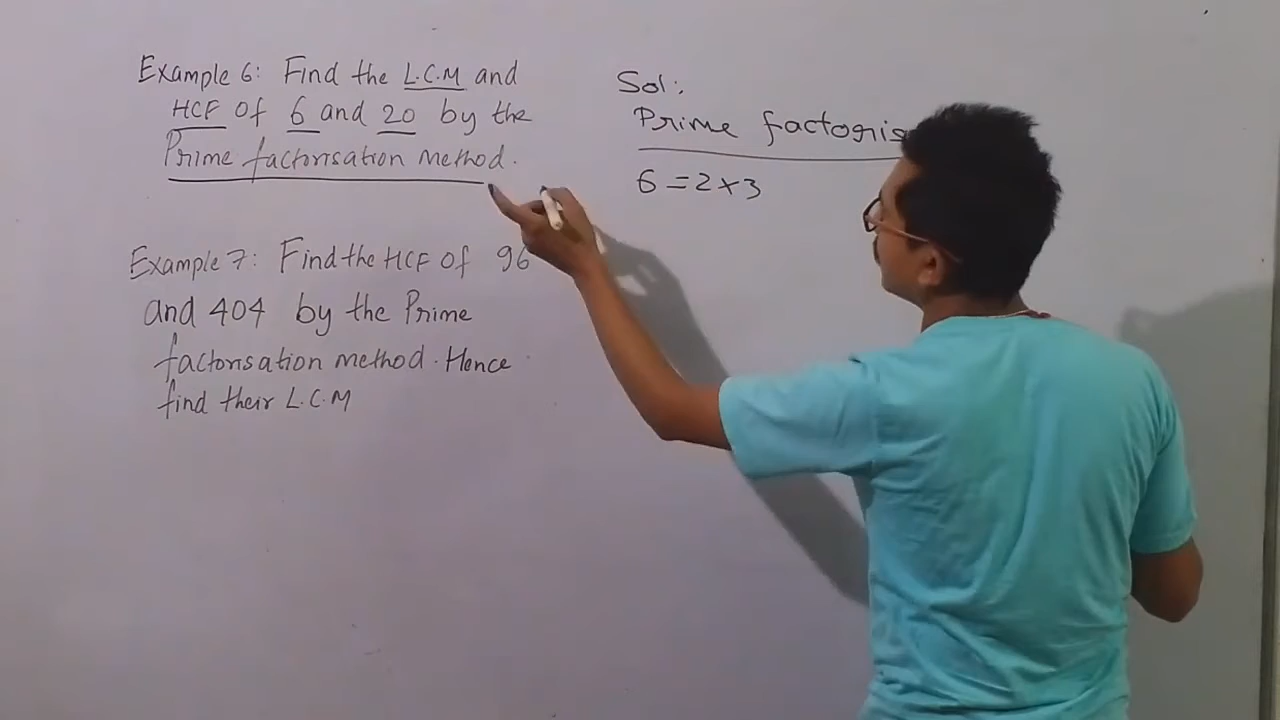 Example 6: Find the L.C.M and
HCF of 6 and 20 by the
Prime factorisation method.
Example 7: Find the HCF Of 96
and 404 by the Prime
factorisation method. Hence
find their L.C.M
Sol:
Prime
6 = 2 × 3